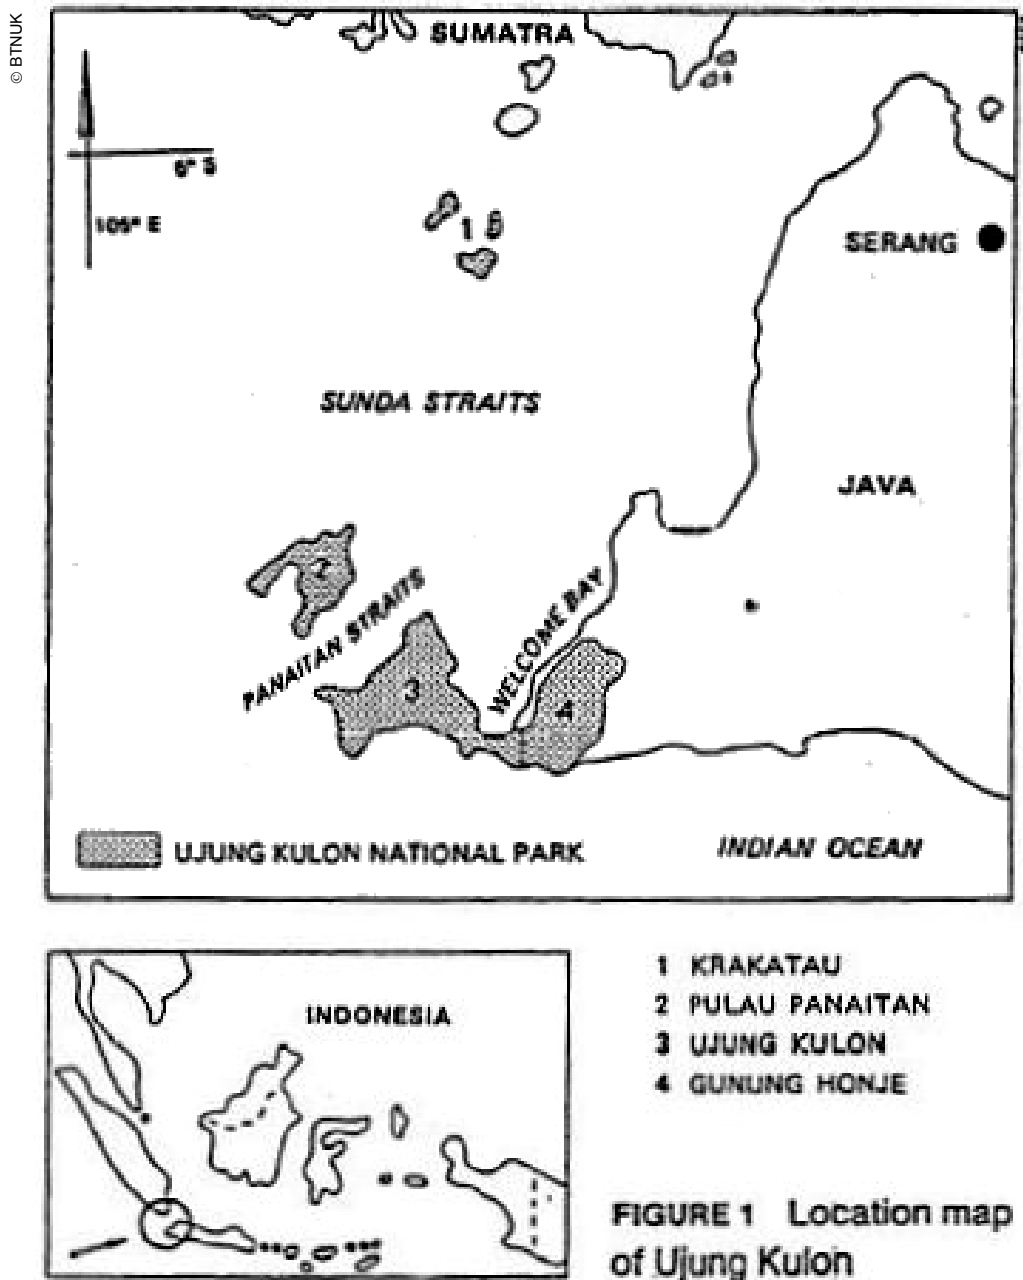 © BTNUK
SUMATRA
6° S
105° E
1
SERANG
SUNDA STRAITS
JAVA
2
PANAITAN STRAITS
WELCOME BAY
3
4
UJUNG KULON NATIONAL PARK
INDIAN OCEAN
INDONESIA
1 KRAKATAU
2 PULAU PANAITAN
3 UJUNG KULON
4 GUNUNG HONJE
FIGURE 1 Location map
of Ujung Kulon